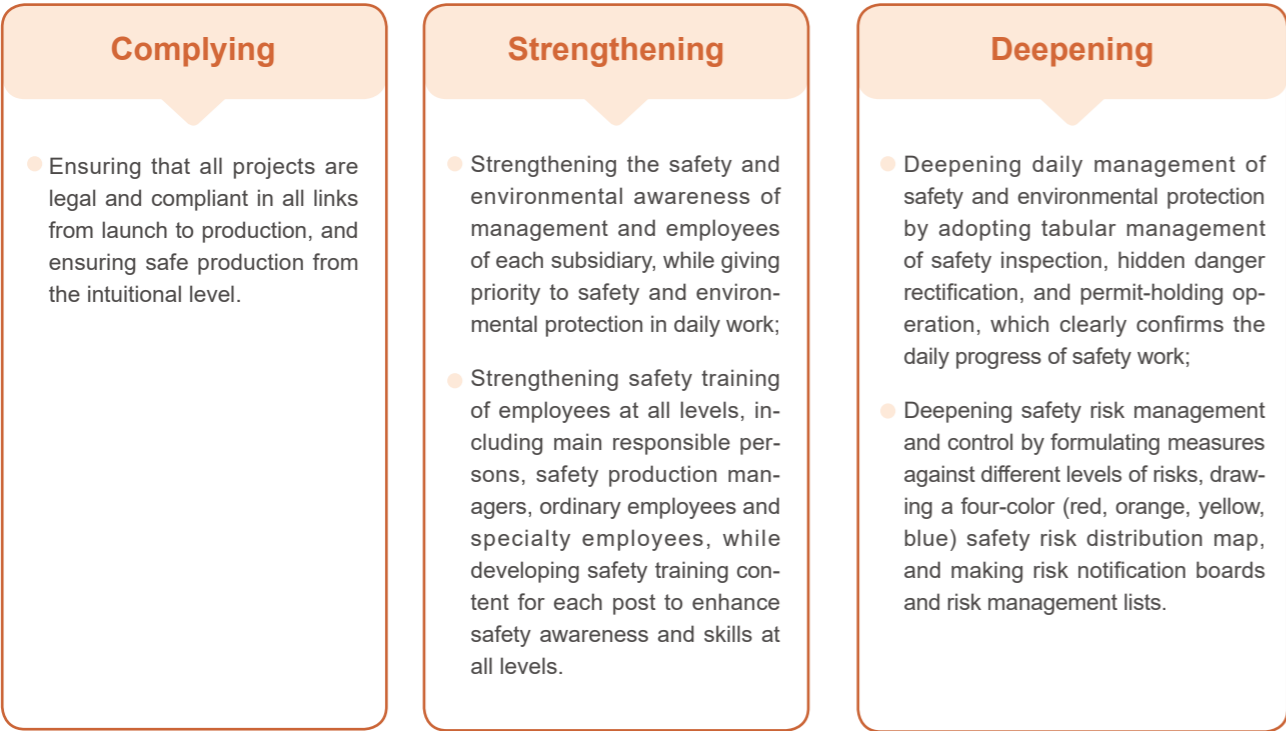 Complying
Ensuring that all projects are
legal and compliant in all links
from launch to production, and
ensuring safe production from
the intuitional level.
Strengthening
Strengthening the safety and
environmental awareness of
management and employees
of each subsidiary, while giving
priority to safety and environ-
mental protection in daily work;
Strengthening safety training
of employees at all levels, in-
cluding main responsible per-
sons, safety production man-
agers, ordinary employees and
specialty employees, while
developing safety training con-
tent for each post to enhance
safety awareness and skills at
all levels.
Deepening
Deepening daily management of
safety and environmental protection
by adopting tabular management
of safety inspection, hidden danger
rectification, and permit-holding op-
eration, which clearly confirms the
daily progress of safety work;
Deepening safety risk management
and control by formulating measures
against different levels of risks, draw-
ing a four-color (red, orange, yellow,
blue) safety risk distribution map,
and making risk notification boards
and risk management lists.